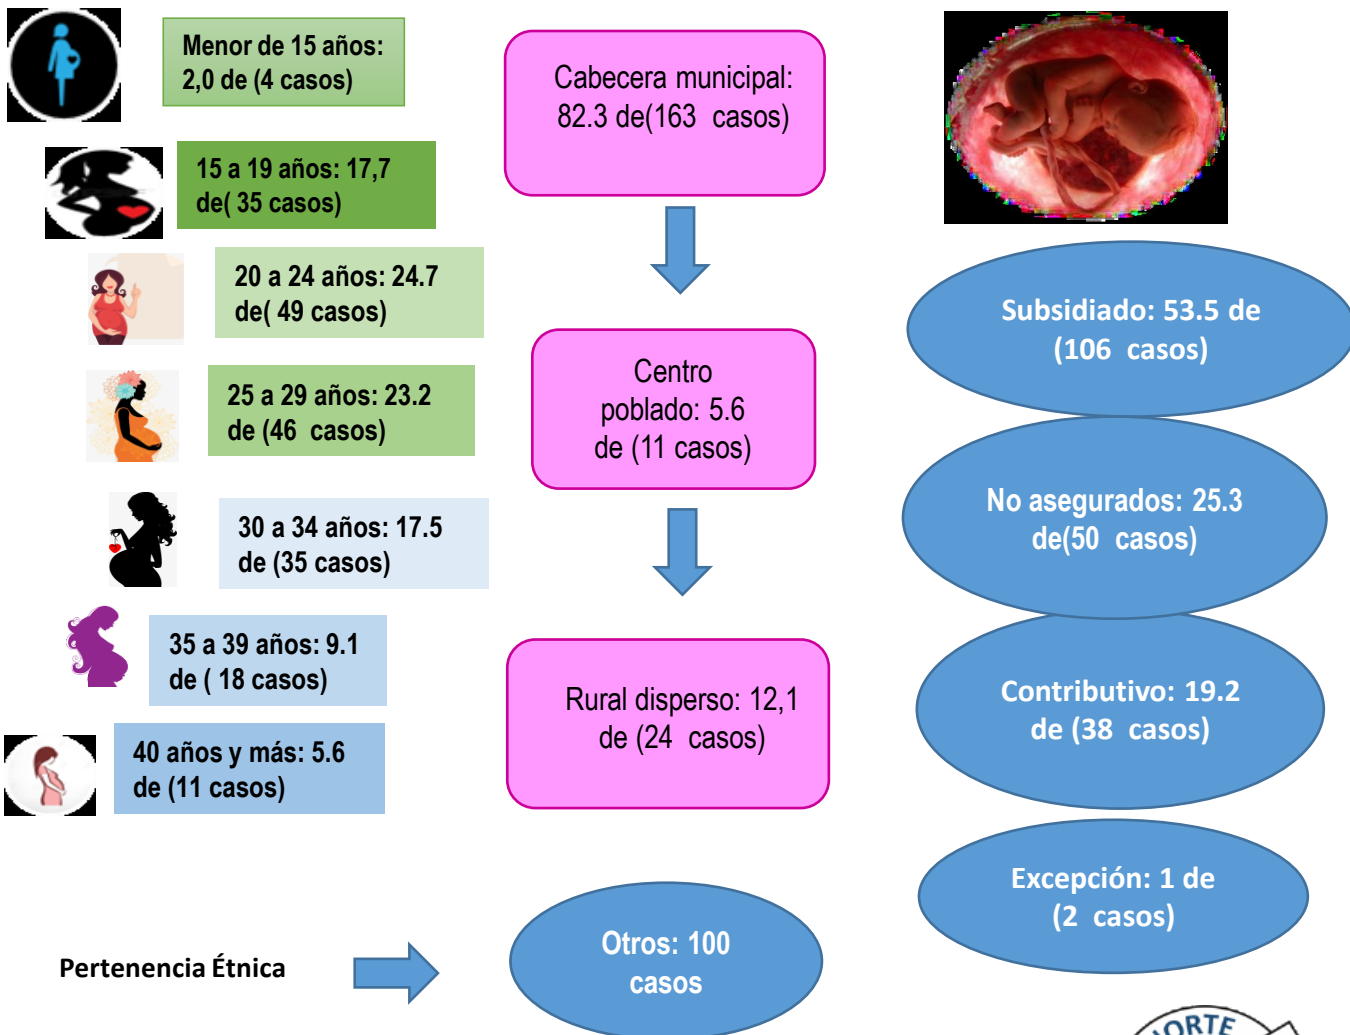 Menor de 15 años:
2,0 de (4 casos)
15 a 19 años: 17,7
de( 35 casos)
20 a 24 años: 24.7
de( 49 casos)
25 a 29 años: 23.2
de (46 casos)
30 a 34 años: 17.5
de (35 casos)
35 a 39 años: 9.1
de ( 18 casos)
40 años y más: 5.6
de (11 casos)
Cabecera municipal:
82.3 de(163 casos)
Centro
poblado: 5.6
de (11 casos)
Rural disperso: 12,1
de (24 casos)
Subsidiado: 53.5 de
(106 casos)
No asegurados: 25.3
de(50 casos)
Contributivo: 19.2
de (38 casos)
Excepción: 1 de
(2 casos)
Pertenencia Étnica
Otros: 100
casos
NORTE